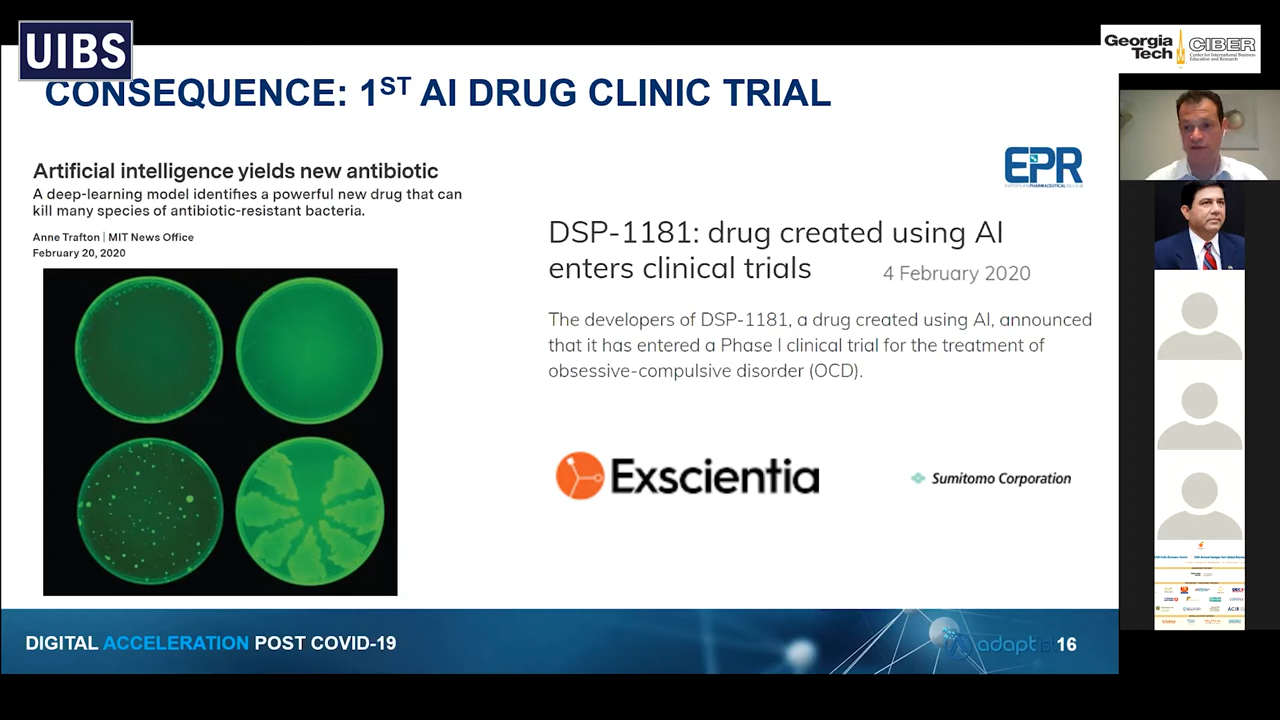 UIBS
Georgia Tech
CIBER
Center for International Business
Education and Research
CONSEQUENCE: 1ST AI DRUG CLINIC TRIAL
Artificial intelligence yields new antibiotic
A deep-learning model identifies a powerful new drug that can
kill many species of antibiotic-resistant bacteria.
Anne Trafton | MIT News Office
February 20, 2020
EPR
EUROPEAN PHARMACEUTICAL REVIEW
DSP-1181: drug created using AI
enters clinical trials
4 February 2020
The developers of DSP-1181, a drug created using AI, announced
that it has entered a Phase I clinical trial for the treatment of
obsessive-compulsive disorder (OCD).
Exscientia
Sumitomo Corporation
DIGITAL ACCELERATION POST COVID-19
16